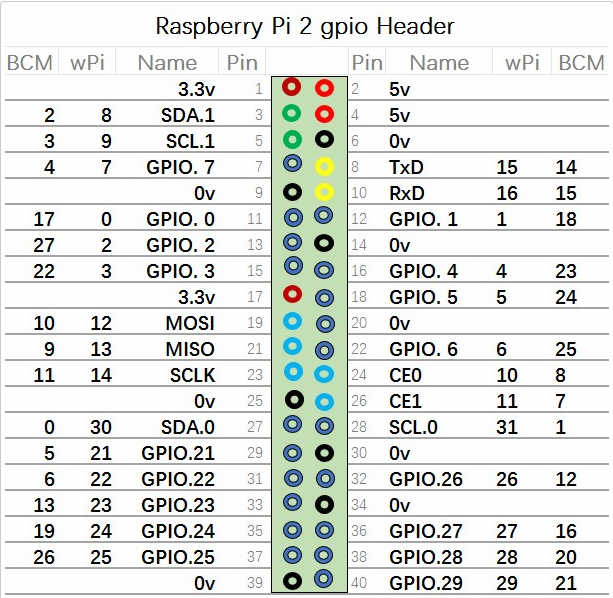 Raspberry Pi 2 gpio Header
BCM wPi Name Pin Pin Name wPi BCM
3.3v 1 2 5v
2 8 SDA.1 3 4 5v
3 9 SCL.1 5 6 0v
4 7 GPIO. 7 7 8 TxD 15 14
0v 9 10 RxD 16 15
17 0 GPIO. 0 11 12 GPIO. 1 1 18
27 2 GPIO. 2 13 14 0v
22 3 GPIO. 3 15 16 GPIO. 4 4 23
3.3v 17 18 GPIO. 5 5 24
10 12 MOSI 19 20 0v
9 13 MISO 21 22 GPIO. 6 6 25
11 14 SCLK 23 24 CE0 10 8
0v 25 26 CE1 11 7
0 30 SDA.0 27 28 SCL.0 31 1
5 21 GPIO.21 29 30 0v
6 22 GPIO.22 31 32 GPIO.26 26 12
13 23 GPIO.23 33 34 0v
19 24 GPIO.24 35 36 GPIO.27 27 16
26 25 GPIO.25 37 38 GPIO.28 28 20
0v 39 40 GPIO.29 29 21